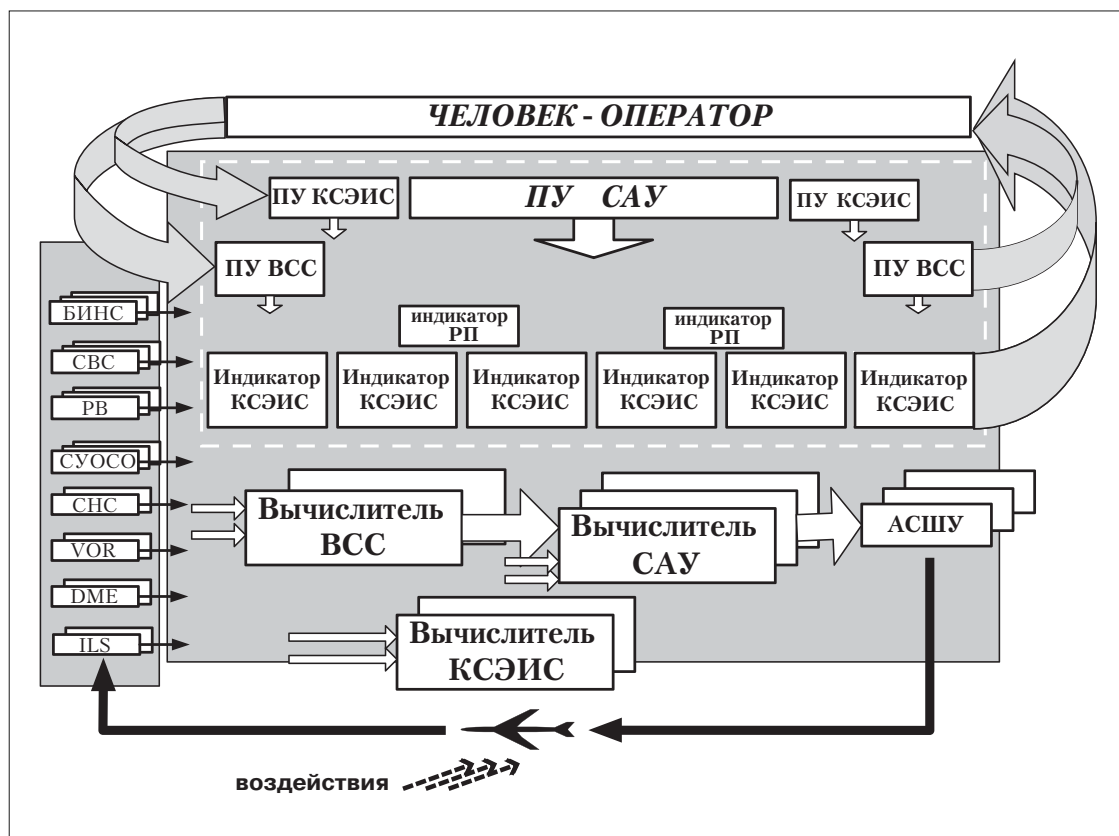 ЧЕЛОВЕК - ОПЕРАТОР
ПУ КСЭИС
ПУ САУ
ПУ КСЭИС
ПУ ВСС
ПУ ВСС
индикатор
РП
индикатор
РП
Индикатор
КСЭИС
Индикатор
КСЭИС
Индикатор
КСЭИС
Индикатор
КСЭИС
Индикатор
КСЭИС
Индикатор
КСЭИС
БИНС
СВС
РВ
СУОСО
СНС
VOR
DME
ILS
Вычислитель
ВСС
Вычислитель
САУ
АСШУ
Вычислитель
КСЭИС
воздействия